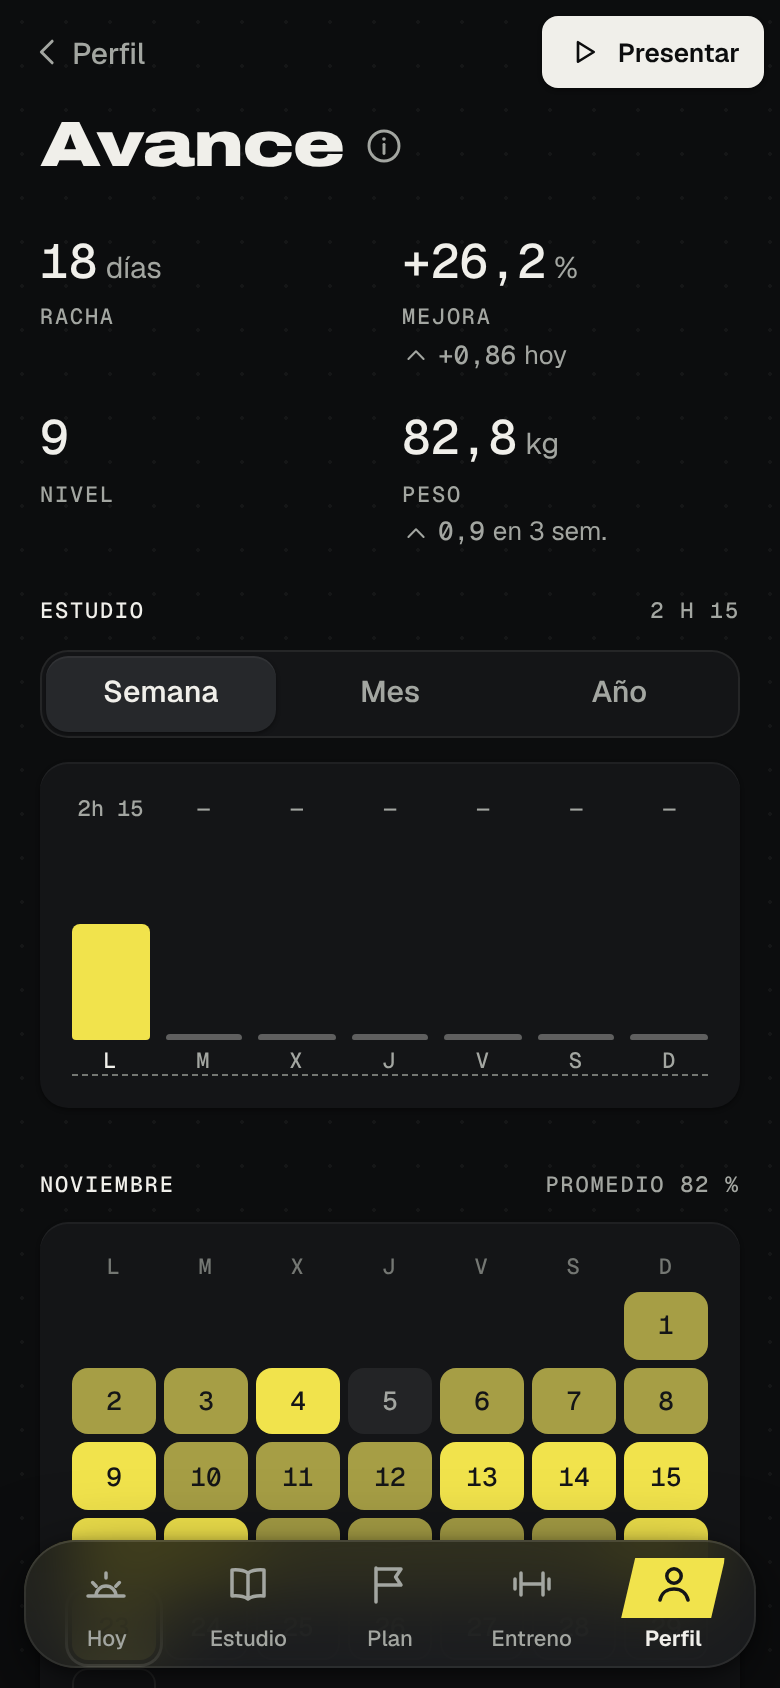 Perfil
Presentar
Avance
18 días
+26,2 %
RACHA
MEJORA
+0,86 hoy
9
82,8 kg
NIVEL
PESO
0,9 en 3 sem.
ESTUDIO
2 H 15
Semana
Mes
Año
2h 15 – – – – – –
L M X J V S D
NOVIEMBRE
PROMEDIO 82 %
L M X J V S D
1
2 3 4 5 6 7 8
9 10 11 12 13 14 15
Hoy
Estudio
Plan
Entreno
Perfil